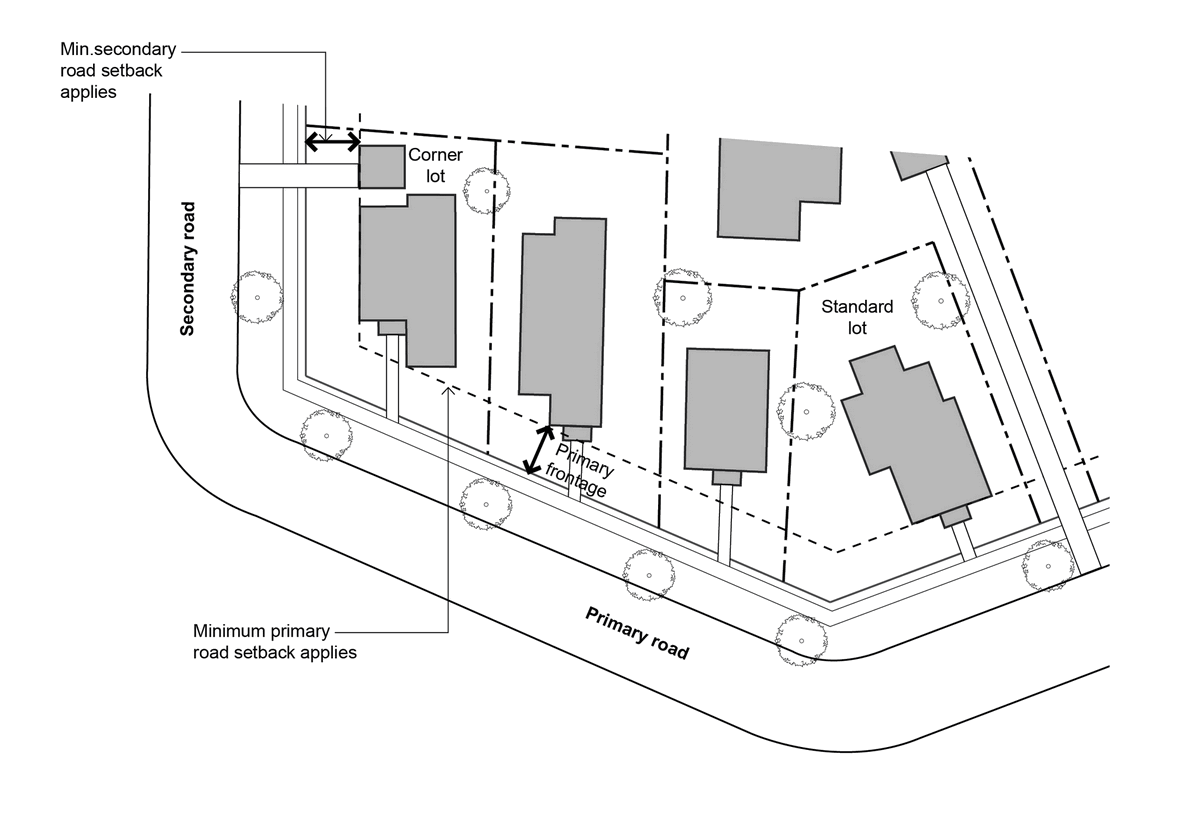 Min.secondary
road setback
applies
Corner
lot
Secondary road
Standard
lot
Primary
frontage
Minimum primary
road setback applies
Primary road